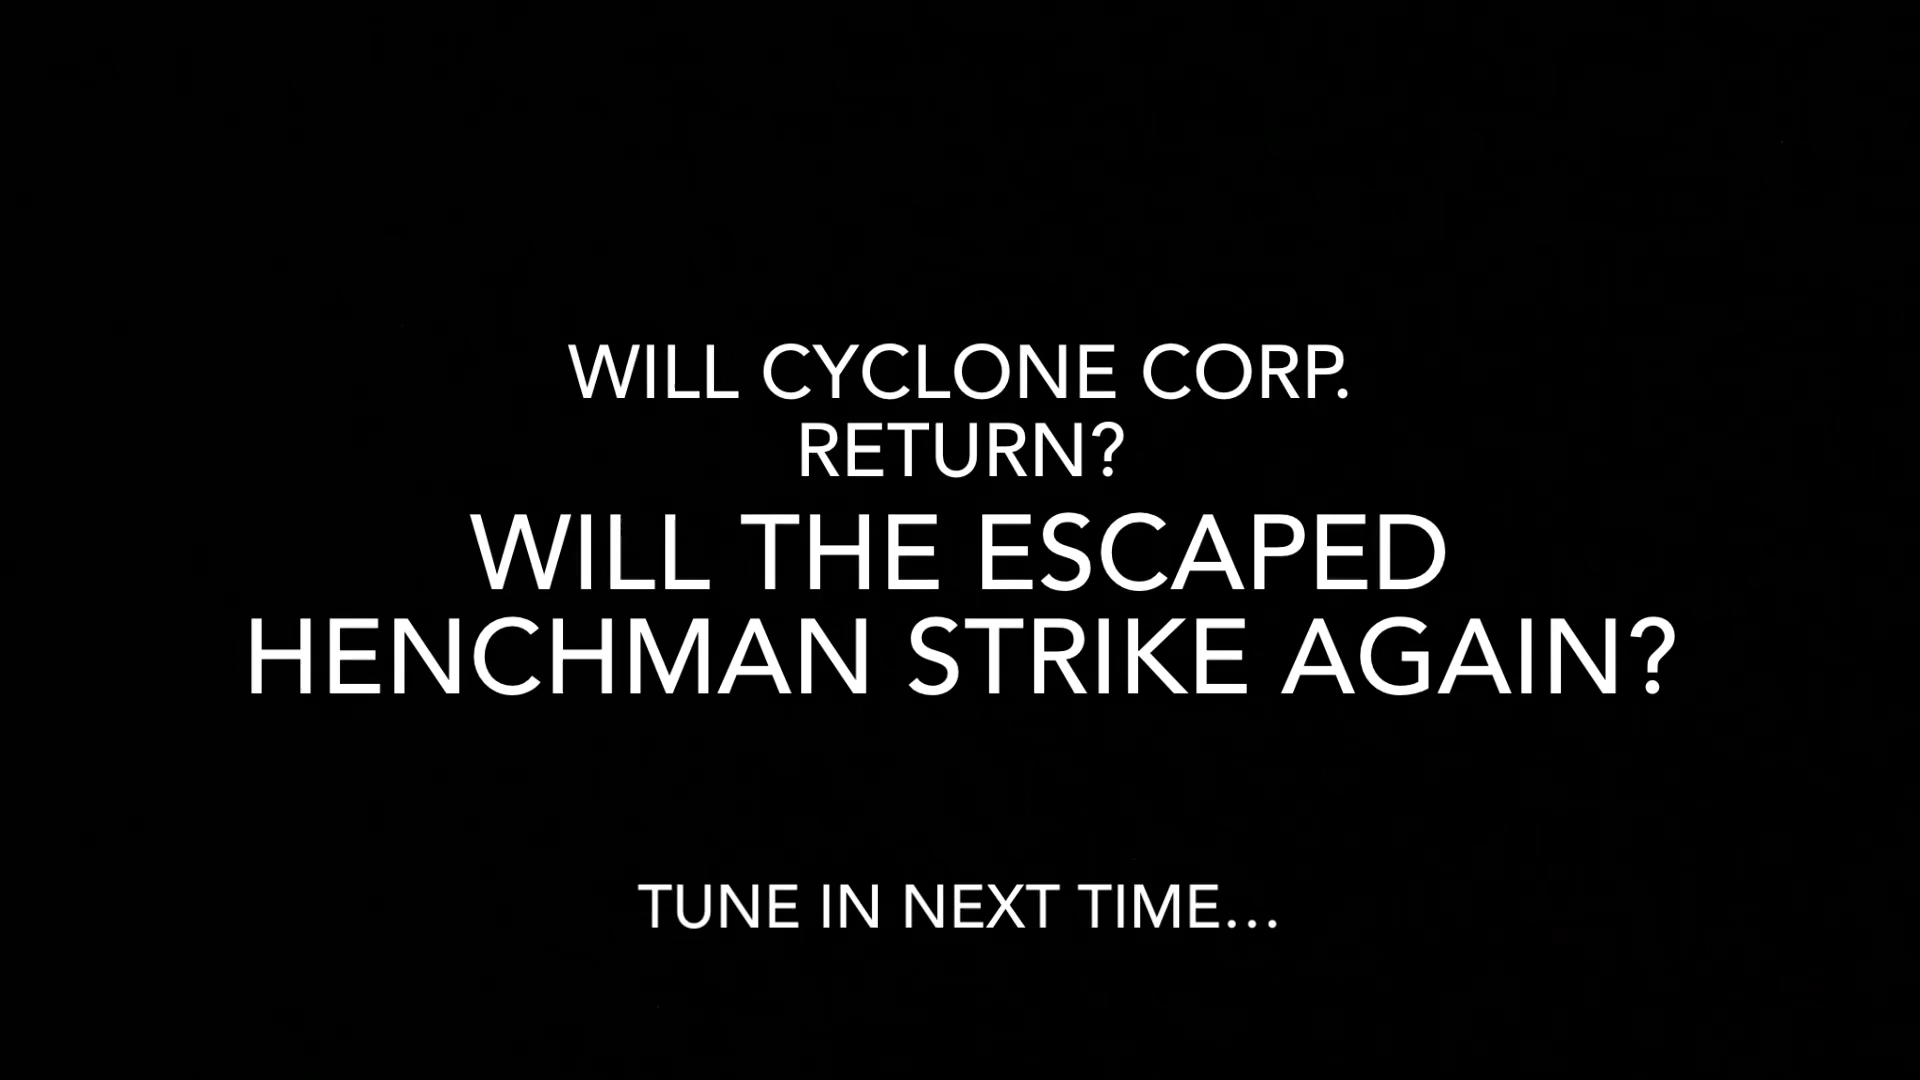 WILL CYCLONE CORP.
RETURN?
WILL THE ESCAPED
HENCHMAN STRIKE AGAIN?
TUNE IN NEXT TIME...